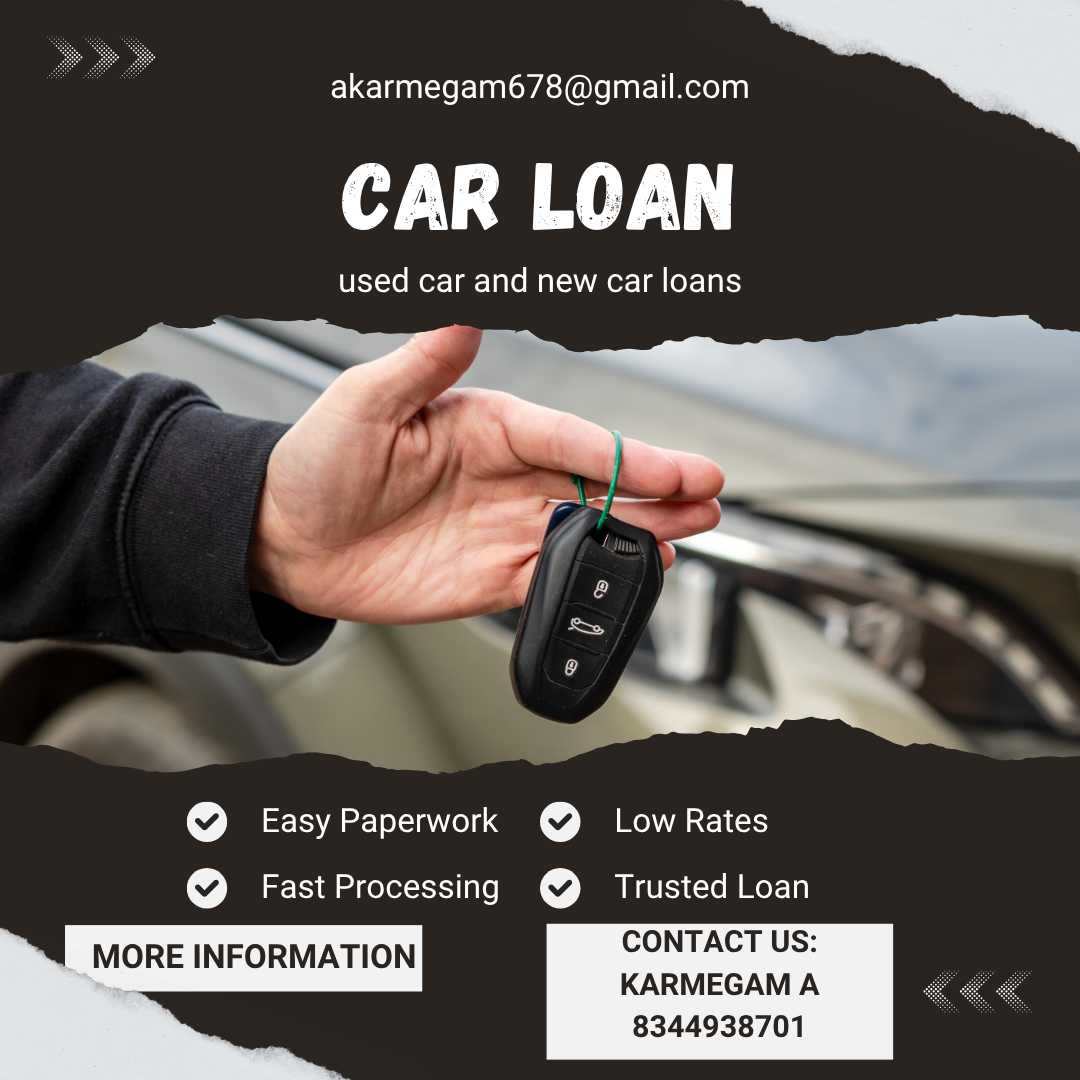 akarmegam678@gmail.com
CAR LOAN
used car and new car loans
Easy Paperwork
Low Rates
Fast Processing
Trusted Loan
MORE INFORMATION
CONTACT US:
KARMEGAM A
8344938701